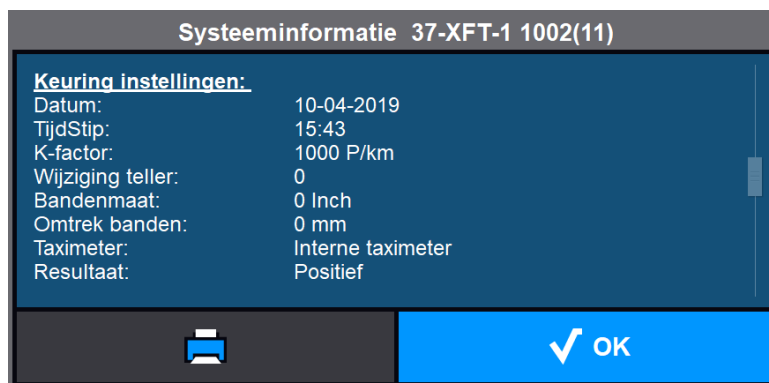 Systeeminformatie 37-XFT-1 1002(11)
Keuring instellingen:
Datum: 10-04-2019
TijdStip: 15:43
K-factor: 1000 P/km
Wijziging teller: 0
Bandenmaat: 0 Inch
Omtrek banden: 0 mm
Taximeter: Interne taximeter
Resultaat: Positief
OK